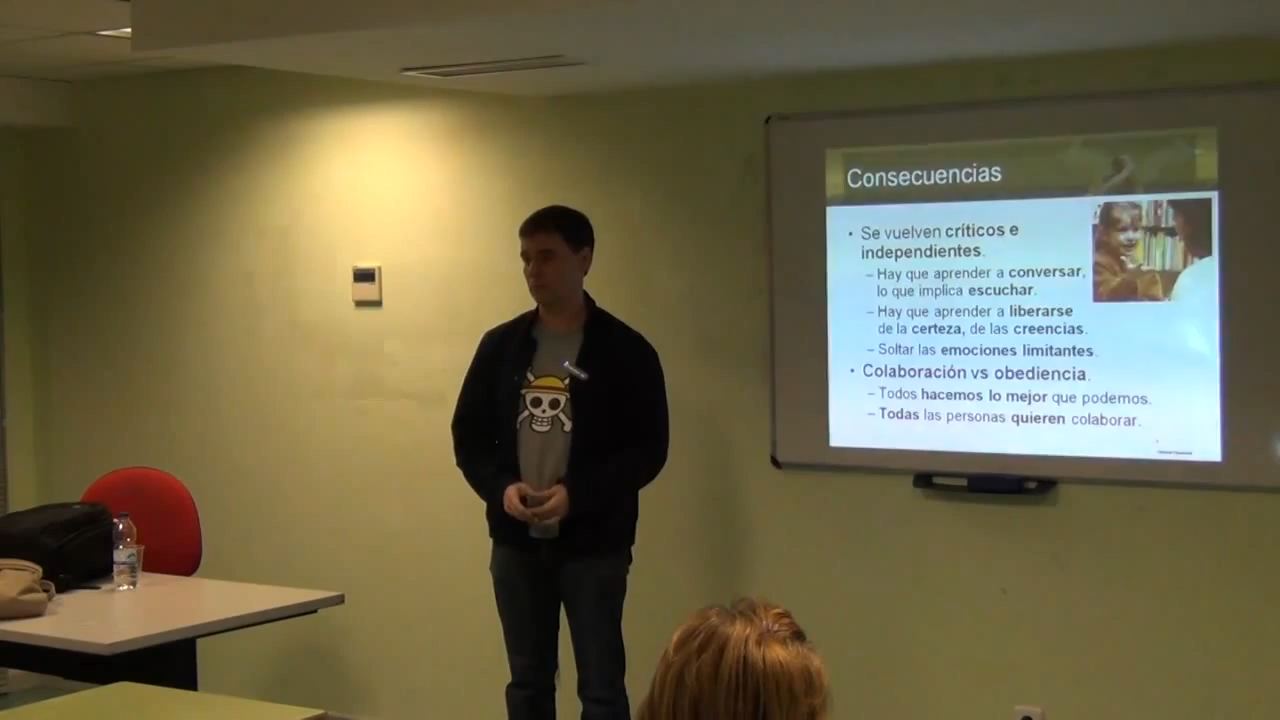 Consecuencias
• Se vuelven críticos e
independientes.
– Hay que aprender a conversar,
lo que implica escuchar.
– Hay que aprender a liberarse
de la certeza, de las creencias.
– Soltar las emociones limitantes.
• Colaboración vs obediencia.
– Todos hacemos lo mejor que podemos.
– Todas las personas quieren colaborar.